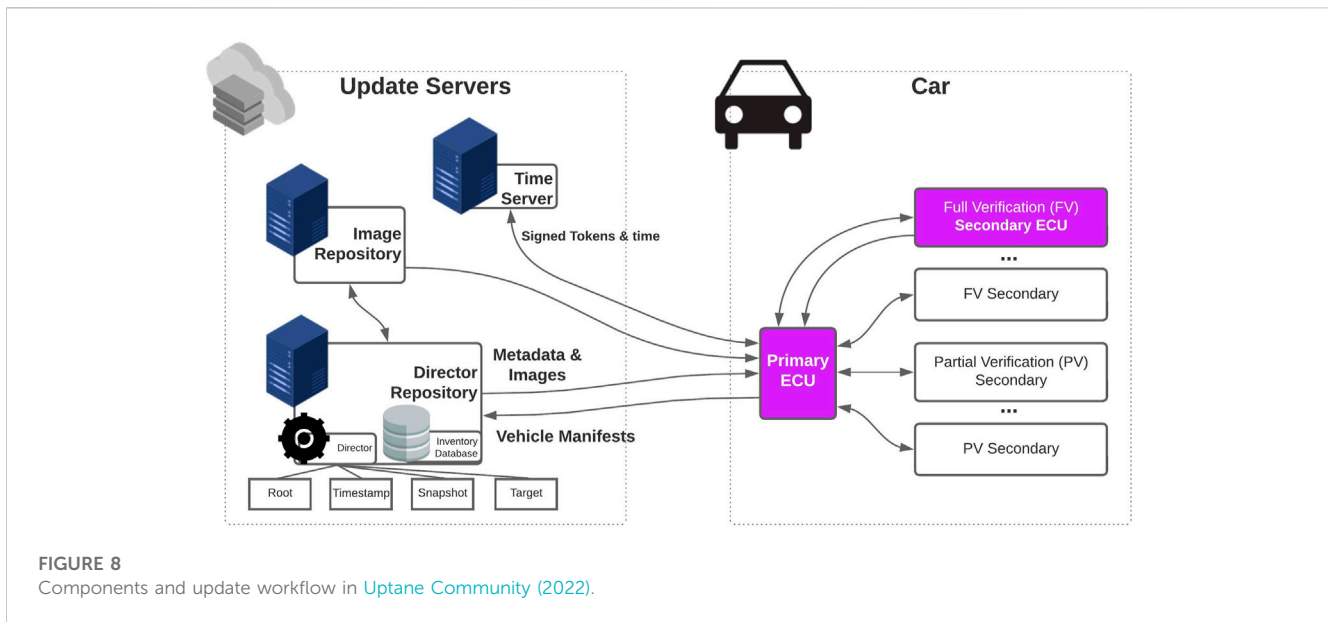 Update Servers
Time
Server
Image
Repository
Signed Tokens & time
Metadata &
Images
Director
Repository
Vehicle Manifests
Director
Inventory
Database
Root
Timestamp
Snapshot
Target
Car
Full Verification (FV)
Secondary ECU
...
FV Secondary
Primary
ECU
Partial Verification (PV)
Secondary
...
PV Secondary
FIGURE 8
Components and update workflow in Uptane Community (2022).